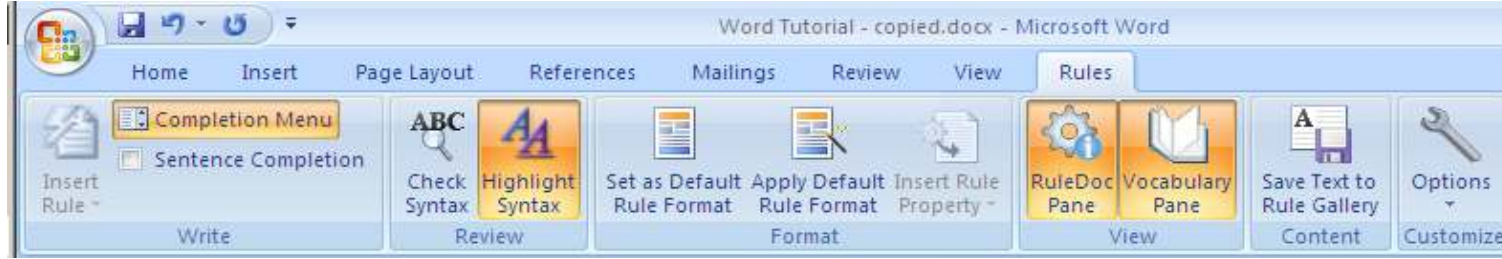 Word Tutorial - copied.docx - Microsoft Word
Home Insert Page Layout References Mailings Review View Rules
Insert
Rule
Completion Menu
Sentence Completion
Write
ABC
Check
Syntax
Highlight
Syntax
Review
Set as Default
Rule Format
Apply Default
Rule Format
Insert Rule
Property
Format
RuleDoc
Pane
Vocabulary
Pane
View
Save Text to
Rule Gallery
Content
Options
Customize